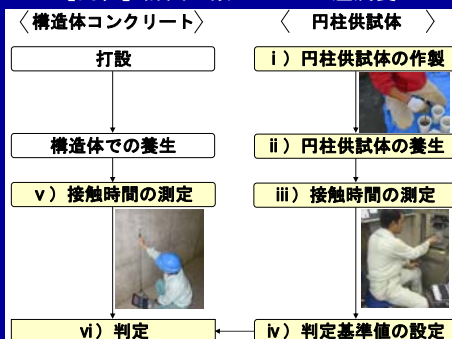 〈構造体コンクリート〉
〈 円柱供試体 〉
打設
ⅰ）円柱供試体の作製
構造体での養生
ⅱ）円柱供試体の養生
ⅴ）接触時間の測定
ⅲ）接触時間の測定
ⅵ）判定
ⅳ）判定基準値の設定